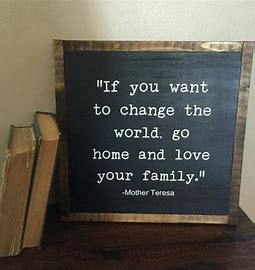 "If you want
to change the
world, go
home and love
your family."
-Mother Teresa